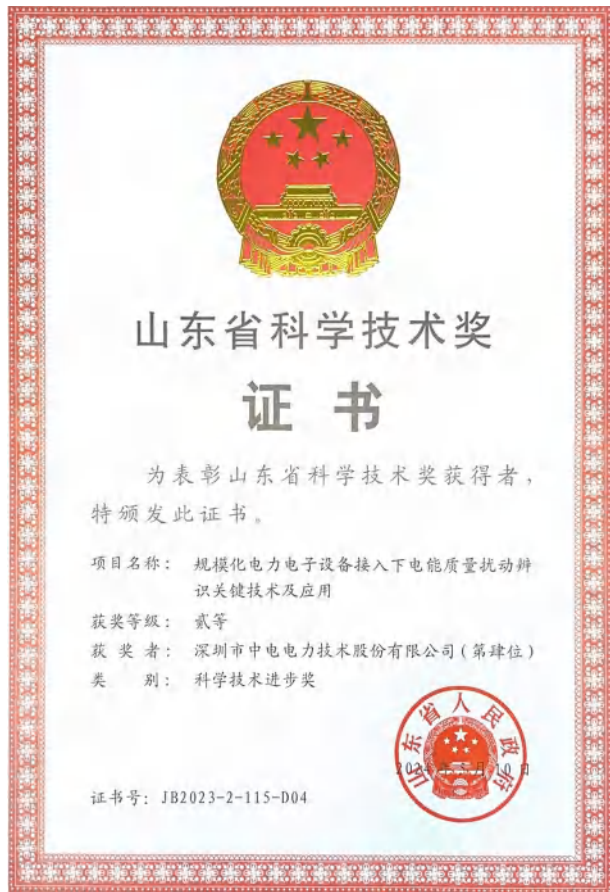 山东省科学技术奖
证书
为表彰山东省科学技术奖获得者，
特颁发此证书。
项目名称： 规模化电力电子设备接入下电能质量扰动辨
识关键技术及应用
获奖等级： 贰等
获奖者： 深圳市中电电力技术股份有限公司（第肆位）
类别： 科学技术进步奖
山东省人民政府
证书号：JB2023-2-115-D04